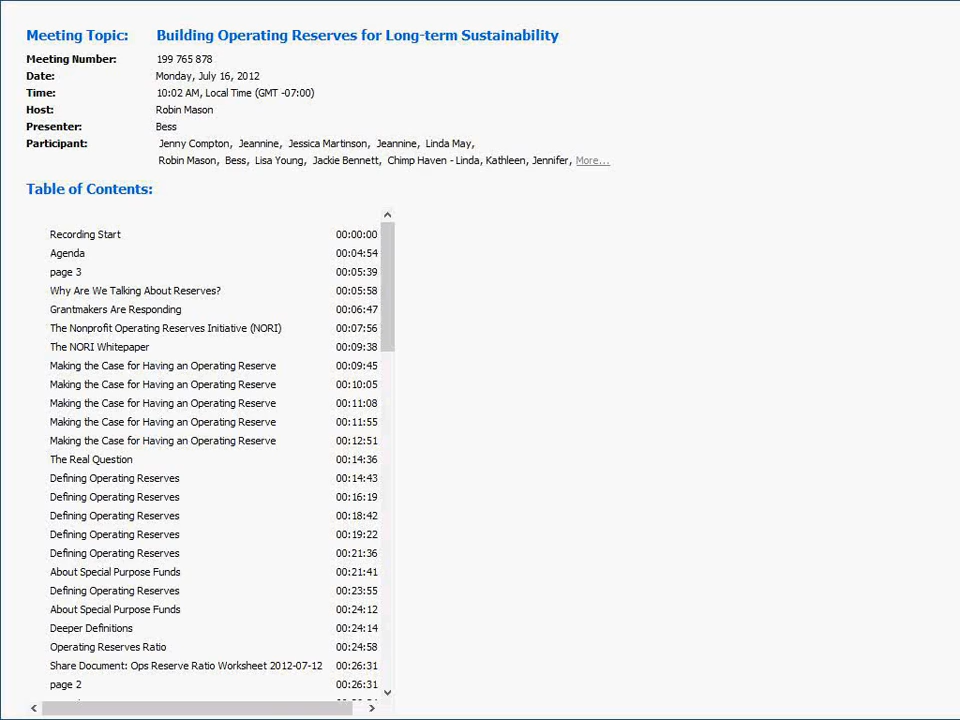 Meeting Topic: Building Operating Reserves for Long-term Sustainability
Meeting Number: 199 765 878
Date: Monday, July 16, 2012
Time: 10:02 AM, Local Time (GMT -07:00)
Host: Robin Mason
Presenter: Bess
Participant: Jenny Compton, Jeannine, Jessica Martinson, Jeannine, Linda May,
Robin Mason, Bess, Lisa Young, Jackie Bennett, Chimp Haven - Linda, Kathleen, Jennifer, More...
Table of Contents:
Recording Start 00:00:00
Agenda 00:04:54
page 3 00:05:39
Why Are We Talking About Reserves? 00:05:58
Grantmakers Are Responding 00:06:47
The Nonprofit Operating Reserves Initiative (NORI) 00:07:56
The NORI Whitepaper 00:09:38
Making the Case for Having an Operating Reserve 00:09:45
Making the Case for Having an Operating Reserve 00:10:05
Making the Case for Having an Operating Reserve 00:11:08
Making the Case for Having an Operating Reserve 00:11:55
Making the Case for Having an Operating Reserve 00:12:51
The Real Question 00:14:36
Defining Operating Reserves 00:14:43
Defining Operating Reserves 00:16:19
Defining Operating Reserves 00:18:42
Defining Operating Reserves 00:19:22
Defining Operating Reserves 00:21:36
About Special Purpose Funds 00:21:41
Defining Operating Reserves 00:23:55
About Special Purpose Funds 00:24:12
Deeper Definitions 00:24:14
Operating Reserves Ratio 00:24:58
Share Document: Ops Reserve Ratio Worksheet 2012-07-12 00:26:31
page 2 00:26:31